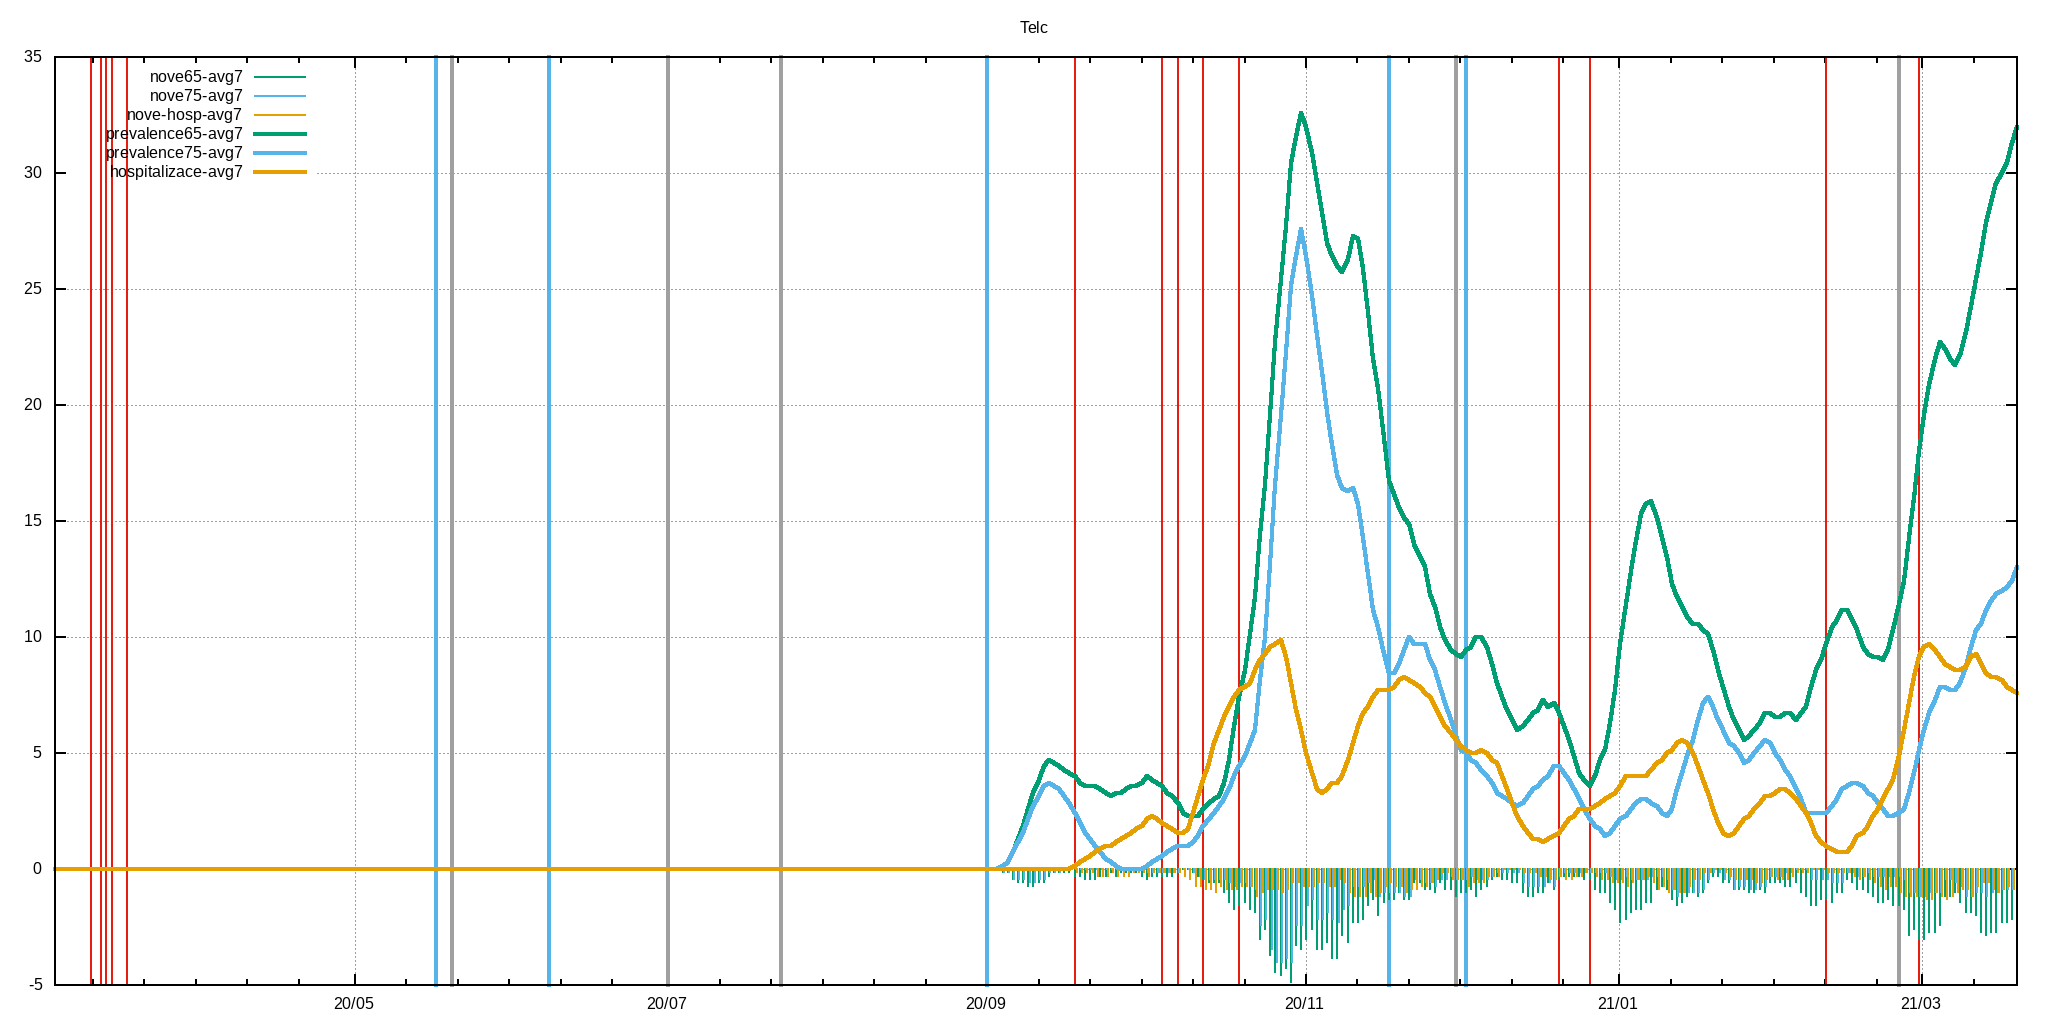 Telc
35
nove65-avg7
nove75-avg7
nove-hosp-avg7
prevalence65-avg7
prevalence75-avg7
hospitalizace-avg7
30
25
20
15
10
5
0
-5
20/05 20/07 20/09 20/11 21/01 21/03